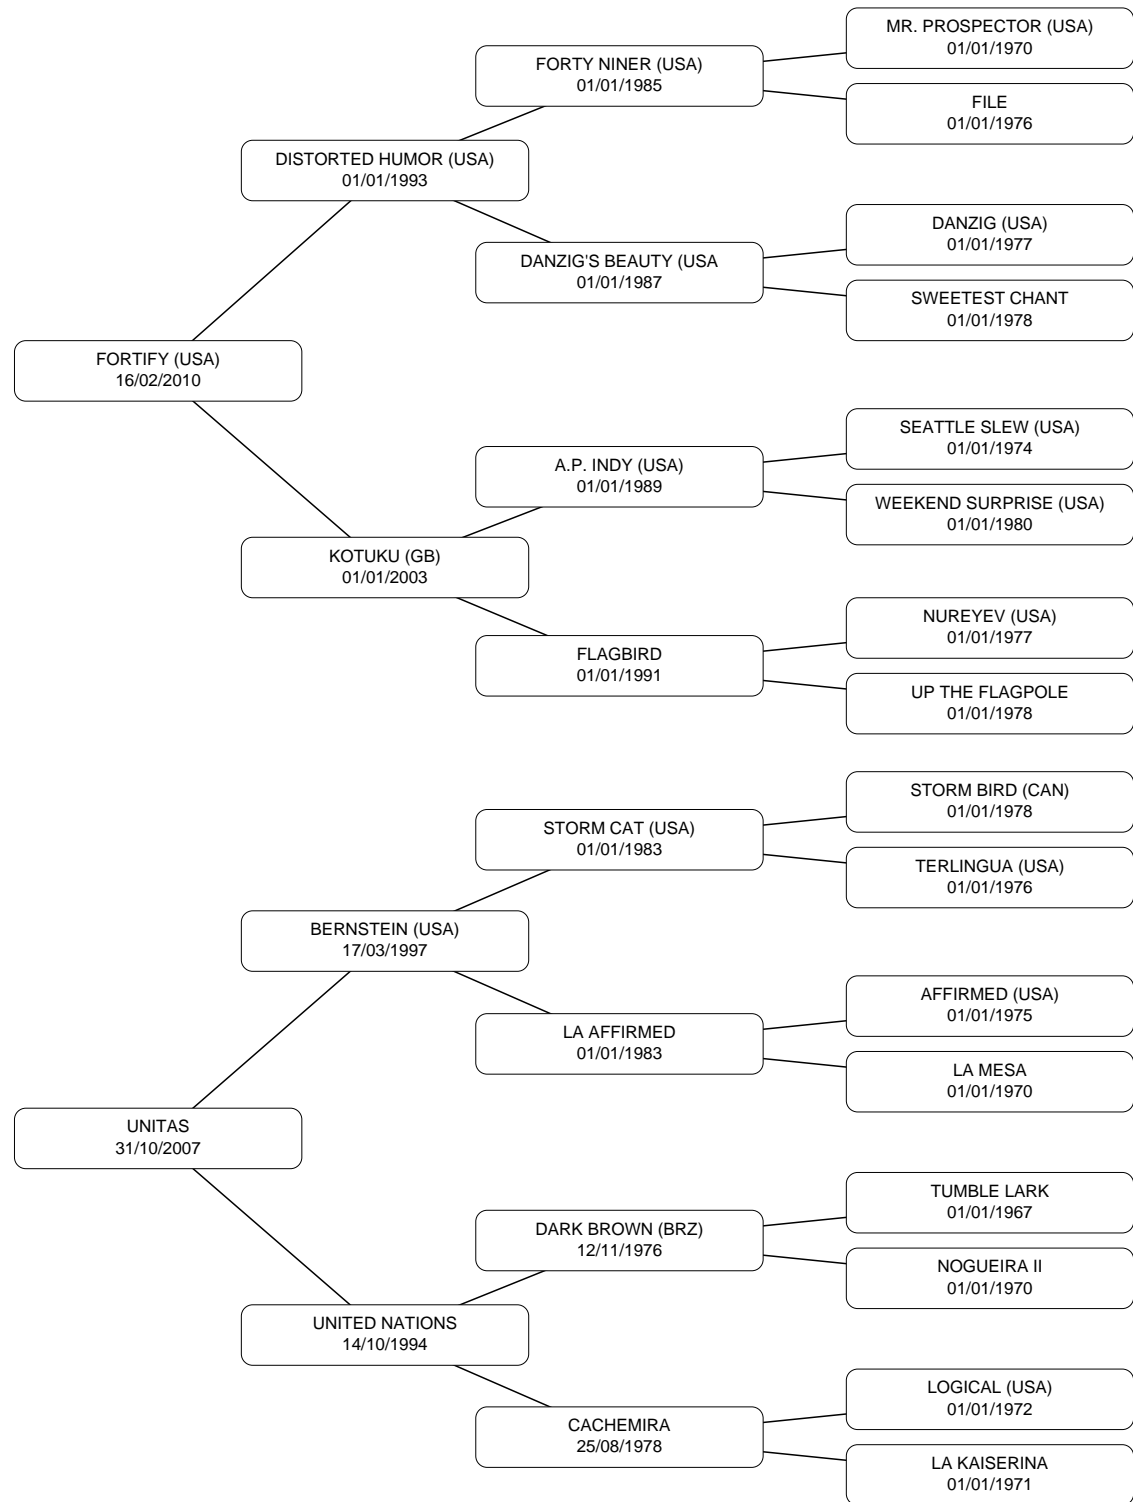 MR. PROSPECTOR (USA)
01/01/1970
FORTY NINER (USA)
01/01/1985
FILE
01/01/1976
DISTORTED HUMOR (USA)
01/01/1993
DANZIG (USA)
01/01/1977
DANZIG'S BEAUTY (USA
01/01/1987
SWEETEST CHANT
01/01/1978
FORTIFY (USA)
16/02/2010
SEATTLE SLEW (USA)
01/01/1974
A.P. INDY (USA)
01/01/1989
WEEKEND SURPRISE (USA)
01/01/1980
KOTUKU (GB)
01/01/2003
NUREYEV (USA)
01/01/1977
FLAGBIRD
01/01/1991
UP THE FLAGPOLE
01/01/1978
STORM BIRD (CAN)
01/01/1978
STORM CAT (USA)
01/01/1983
TERLINGUA (USA)
01/01/1976
BERNSTEIN (USA)
17/03/1997
AFFIRMED (USA)
01/01/1975
LA AFFIRMED
01/01/1983
LA MESA
01/01/1970
UNITAS
31/10/2007
TUMBLE LARK
01/01/1967
DARK BROWN (BRZ)
12/11/1976
NOGUEIRA II
01/01/1970
UNITED NATIONS
14/10/1994
LOGICAL (USA)
01/01/1972
CACHEMIRA
25/08/1978
LA KAISERINA
01/01/1971